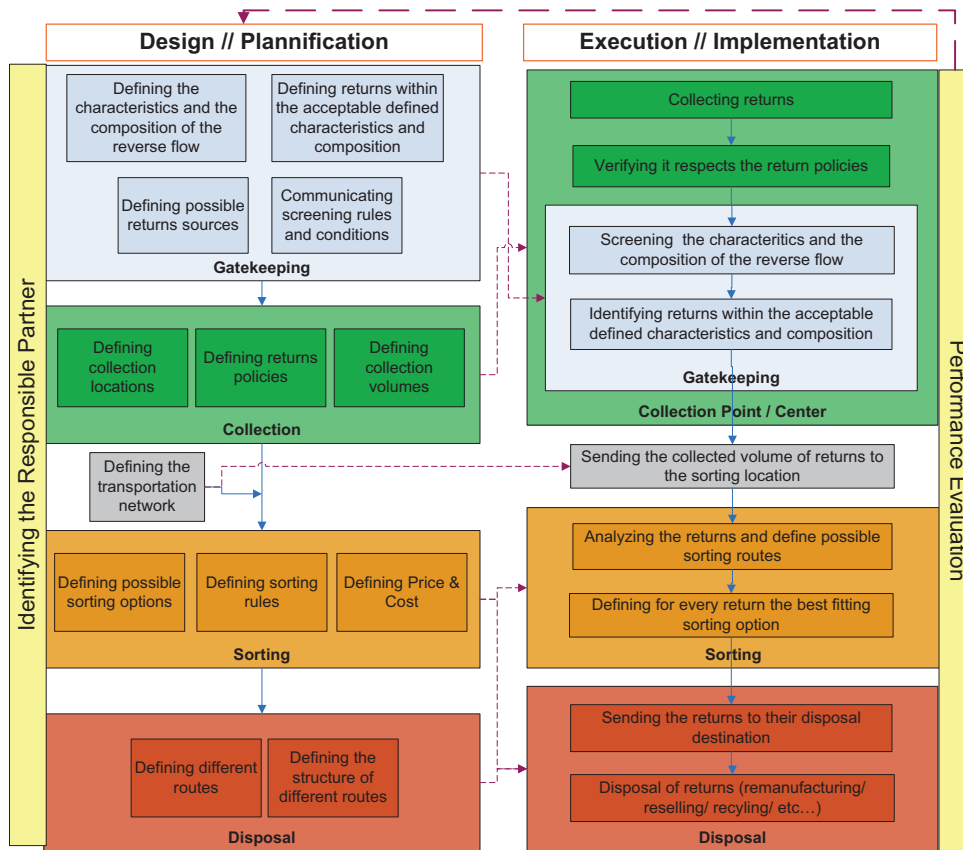 Design // Plannification
Execution // Implementation
Identifying the Responsible Partner
Defining the
characteristics and the
composition of the
reverse flow
Defining returns within
the acceptable defined
characteristics and
composition
Defining possible
returns sources
Communicating
screening rules
and conditions
Gatekeeping
Defining
collection
locations
Defining returns
policies
Defining
collection
volumes
Collection
Defining the
transportation
network
Defining possible
sorting options
Defining sorting
rules
Defining Price &
Cost
Sorting
Defining different
routes
Defining the
structure of
different routes
Disposal
Collecting returns
Verifying it respects the return policies
Screening the characteritics and the
composition of the reverse flow
Identifying returns within the acceptable
defined characteristics and composition
Gatekeeping
Collection Point / Center
Sending the collected volume of returns to
the sorting location
Analyzing the returns and define possible
sorting routes
Defining for every return the best fitting
sorting option
Sorting
Sending the returns to their disposal
destination
Disposal of returns (remanufacturing/
reselling/ recyling/ etc…)
Disposal
Performance Evaluation